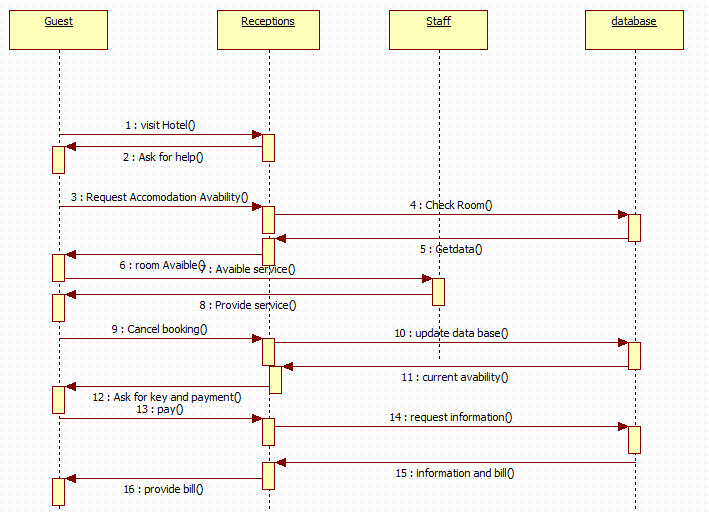 Guest
Receptions
Staff
database
1 : visit Hotel()
2 : Ask for help()
3 : Request Accomodation Avability()
4 : Check Room()
5 : Getdata()
6 : room Avaible()
7 : Avaible service()
8 : Provide service()
9 : Cancel booking()
10 : update data base()
11 : current avability()
12 : Ask for key and payment()
13 : pay()
14 : request information()
15 : information and bill()
16 : provide bill()